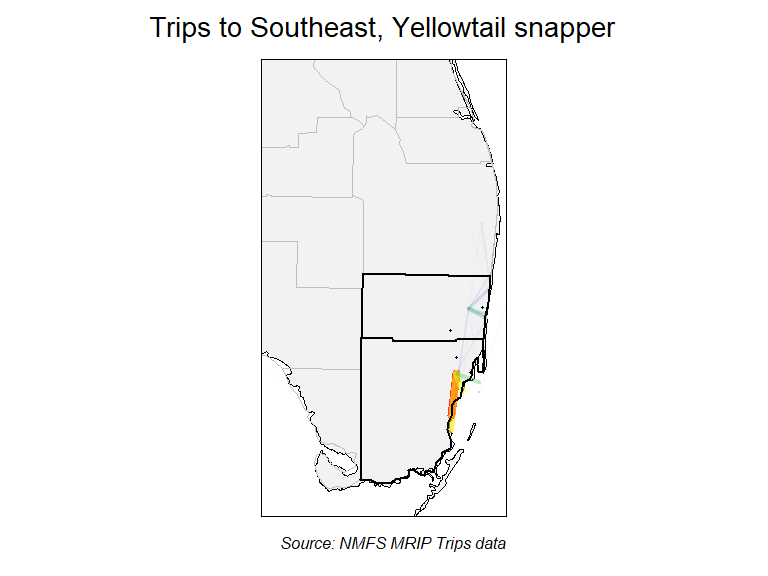 Trips to Southeast, Yellowtail snapper
Source: NMFS MRIP Trips data